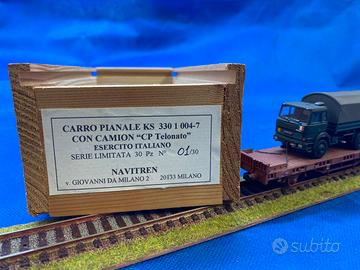 CARRO PIANALE KS 330 1 004-7
CON CAMION "CP Telonato"
ESERCITO ITALIANO
SERIE LIMITATA 30 Pz N° 01/30
NAVITREN
v. GIOVANNI DA MILANO 2 20133 MILANO
subito